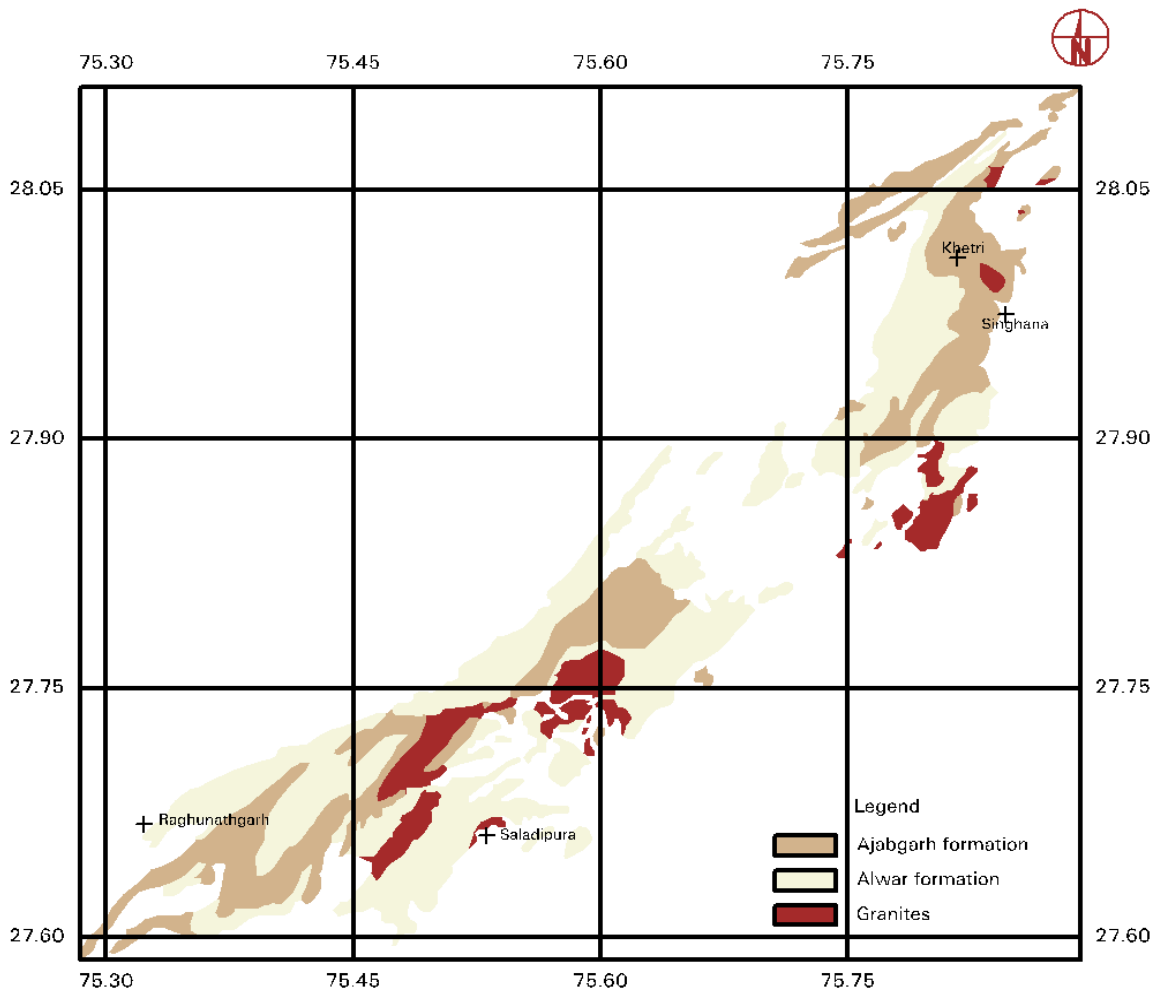 N
75.30 75.45 75.60 75.75
28.05 28.05
Khetri
Singhana
27.90 27.90
27.75 27.75
Legend
Raghunathgarh
Saladipura
Ajabgarh formation
Alwar formation
Granites
27.60 27.60
75.30 75.45 75.60 75.75